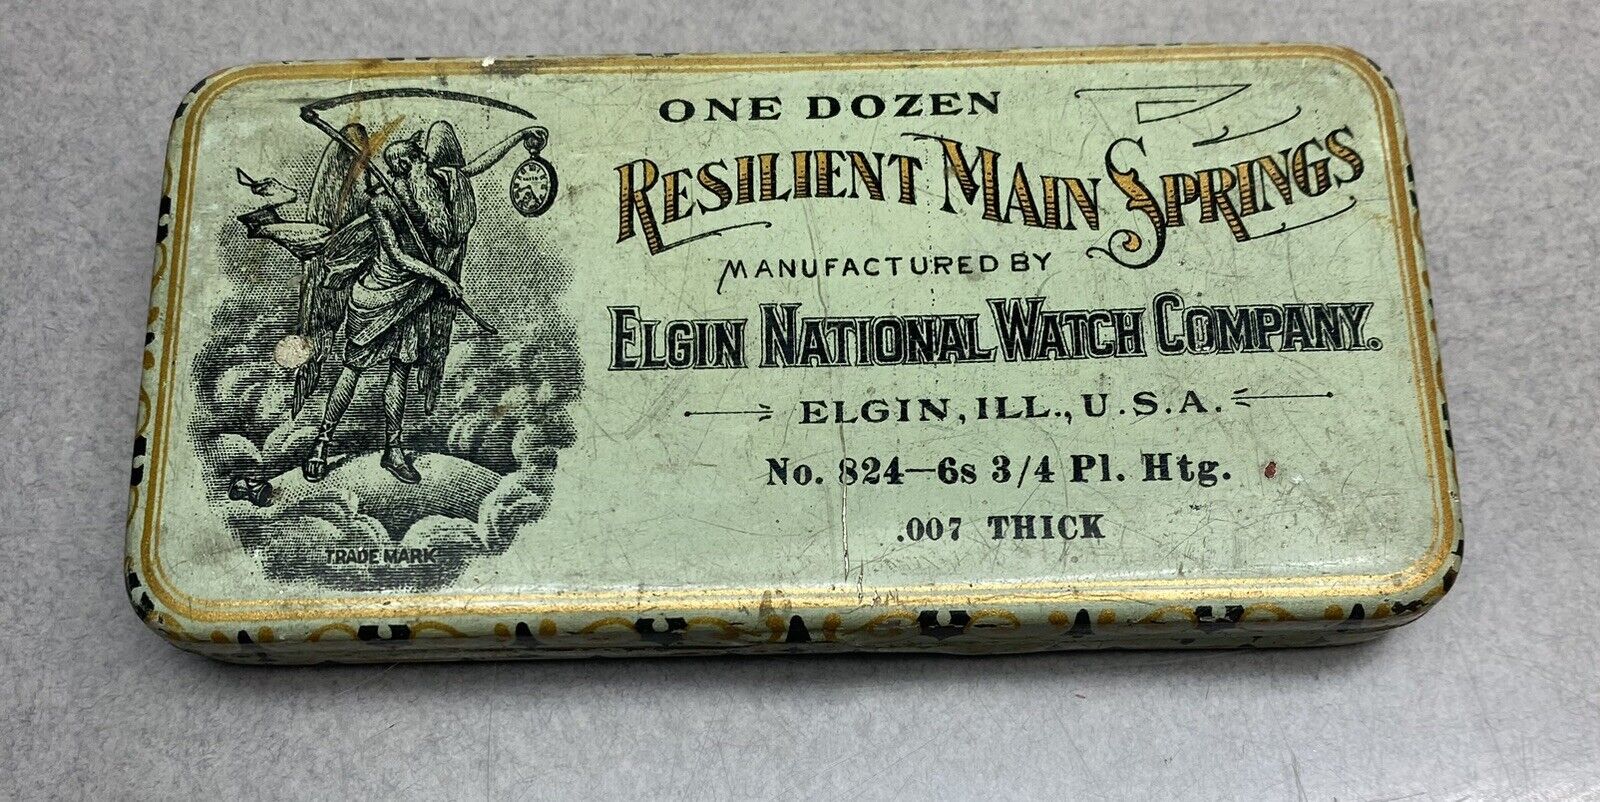 ONE DOZEN
RESILIENT MAIN SPRINGS
MANUFACTURED BY
ELGIN NATIONAL WATCH COMPANY.
ELGIN, ILL., U.S.A.
No. 824—6s 3/4 Pl. Htg.
.007 THICK
TRADE MARK